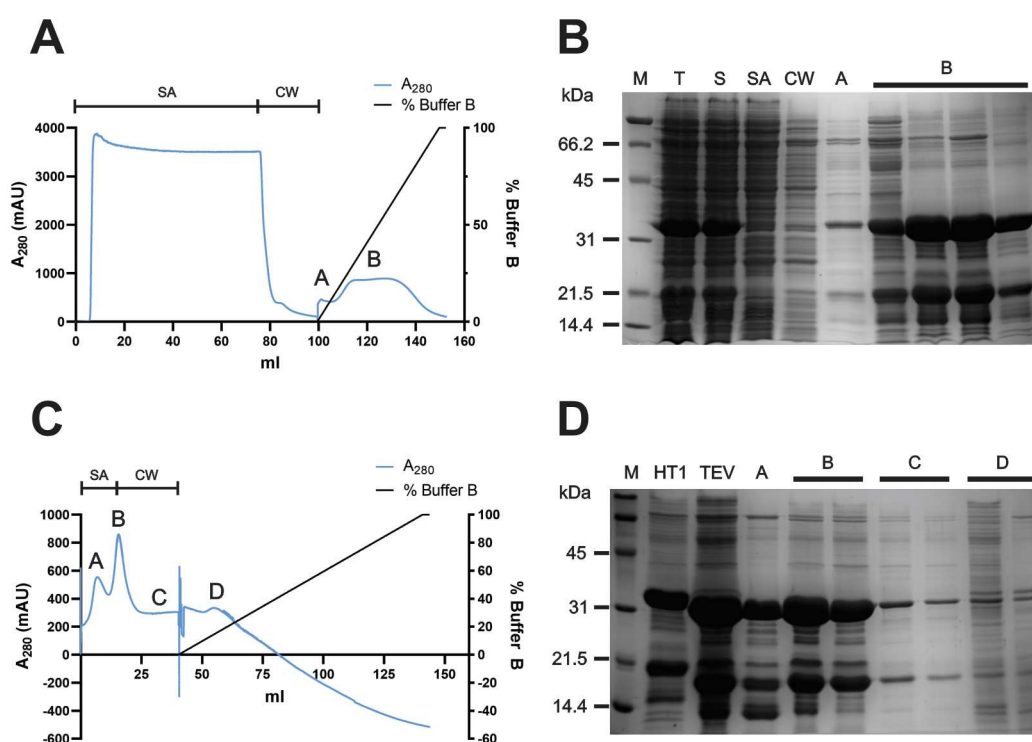 A
SA CW
A280
% Buffer B
4000
3000
2000
1000
0
A280 (mAU)
100
50
0
% Buffer B
A
B
0 20 40 60 80 100 120 140 160
ml
B
M T S SA CW A B
kDa
66.2
45
31
21.5
14.4
C
SA CW
A280
% Buffer B
1000
800
600
400
200
0
-200
-400
-600
A280 (mAU)
100
80
60
40
20
0
-20
-40
60
% Buffer B
A
B
C
D
25 50 75 100 125 150
ml
D
M HT1 TEV A B C D
kDa
45
31
21.5
14.4